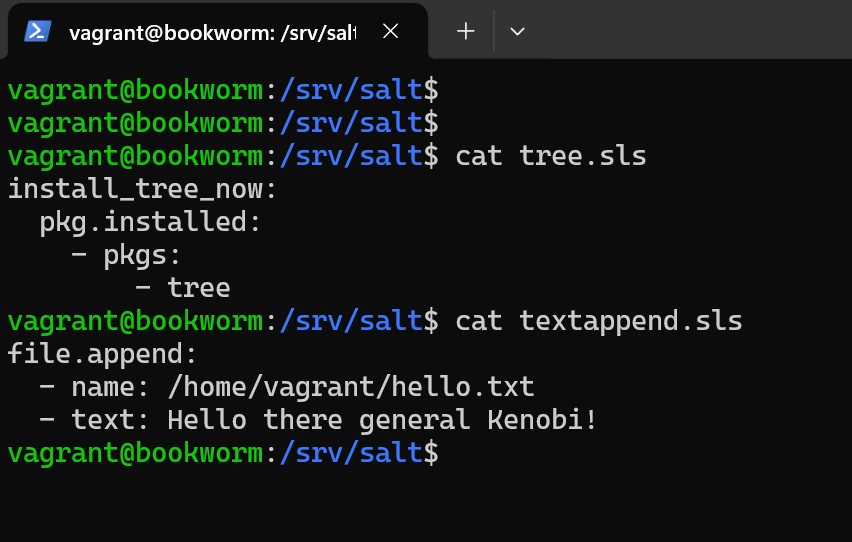 vagrant@bookworm: /srv/salt
vagrant@bookworm:/srv/salt$
vagrant@bookworm:/srv/salt$
vagrant@bookworm:/srv/salt$ cat tree.sls
install_tree_now:
  pkg.installed:
    - pkgs:
        - tree
vagrant@bookworm:/srv/salt$ cat textappend.sls
file.append:
  - name: /home/vagrant/hello.txt
  - text: Hello there general Kenobi!
vagrant@bookworm:/srv/salt$